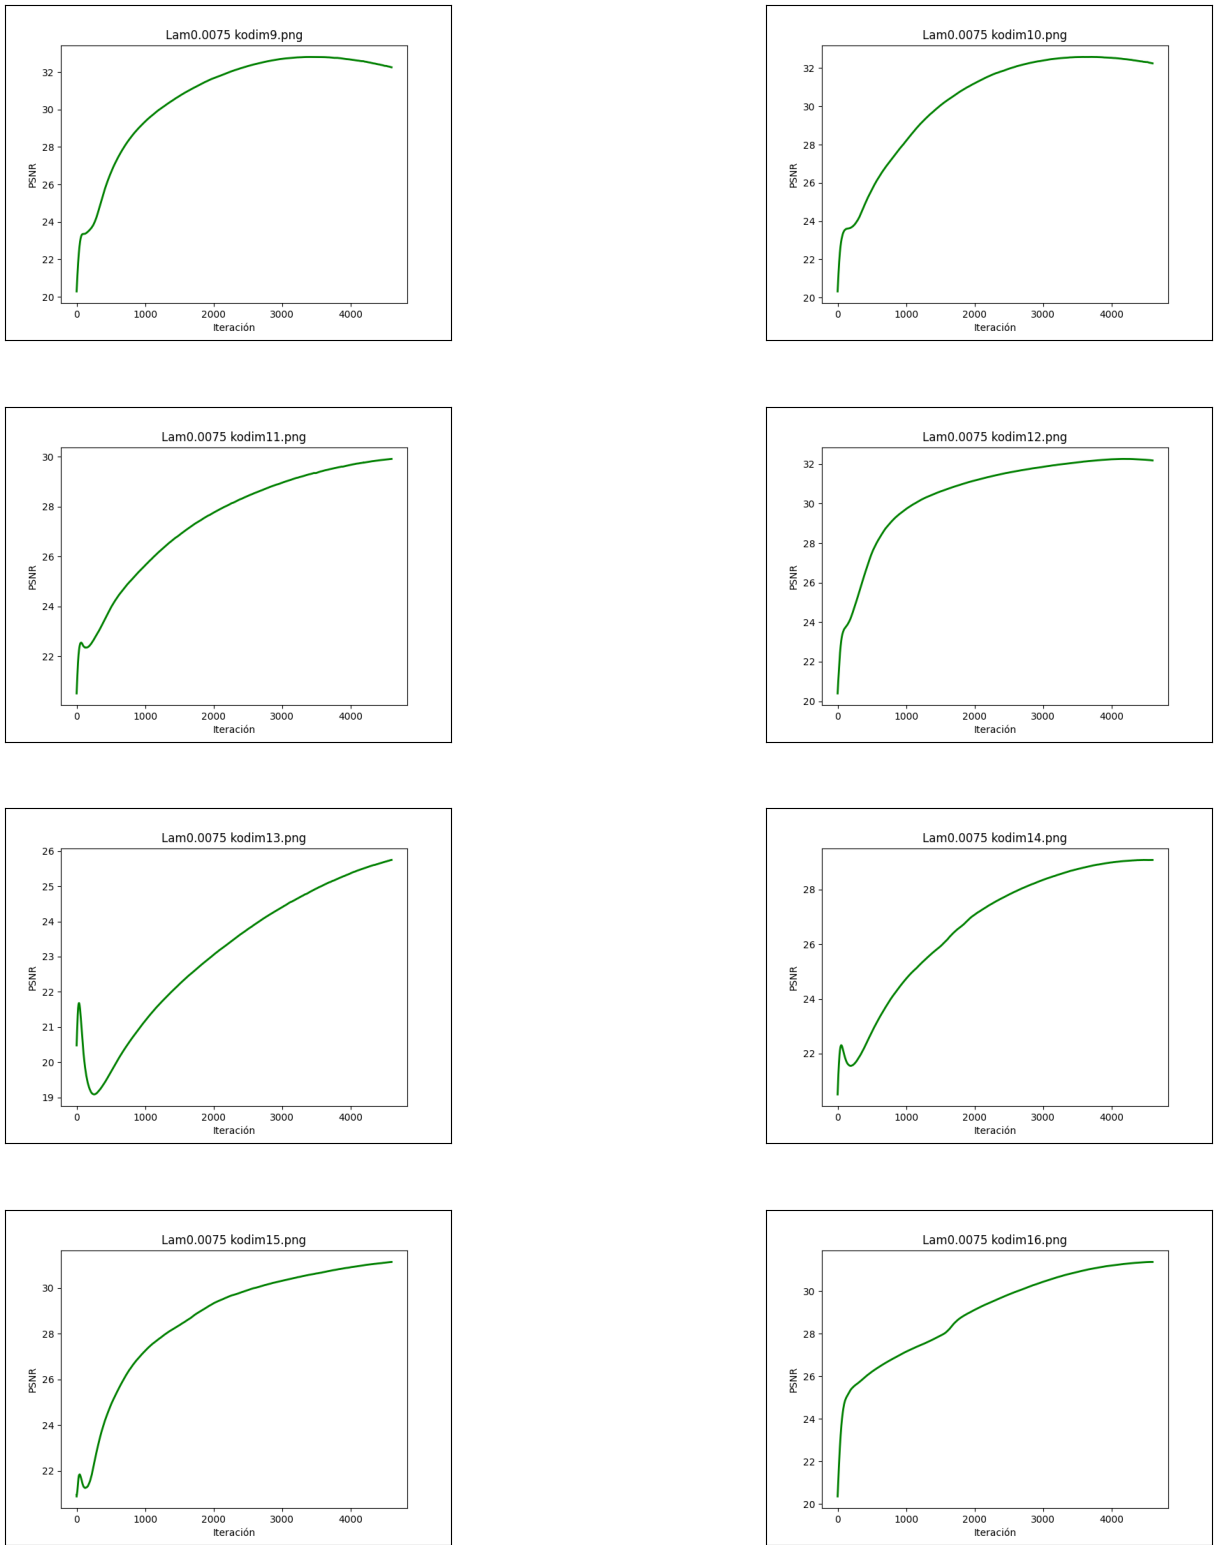 Lam0.0075 kodim9.png
PSNR
32
30
28
26
24
22
20
0 1000 2000 3000 4000
Iteración
Lam0.0075 kodim10.png
PSNR
32
30
28
26
24
22
20
0 1000 2000 3000 4000
Iteración
Lam0.0075 kodim11.png
PSNR
30
28
26
24
22
0 1000 2000 3000 4000
Iteración
Lam0.0075 kodim12.png
PSNR
32
30
28
26
24
22
20
0 1000 2000 3000 4000
Iteración
Lam0.0075 kodim13.png
PSNR
26
25
24
23
22
21
20
19
0 1000 2000 3000 4000
Iteración
Lam0.0075 kodim14.png
PSNR
28
26
24
22
0 1000 2000 3000 4000
Iteración
Lam0.0075 kodim15.png
PSNR
30
28
26
24
22
0 1000 2000 3000 4000
Iteración
Lam0.0075 kodim16.png
PSNR
30
28
26
24
22
20
0 1000 2000 3000 4000
Iteración